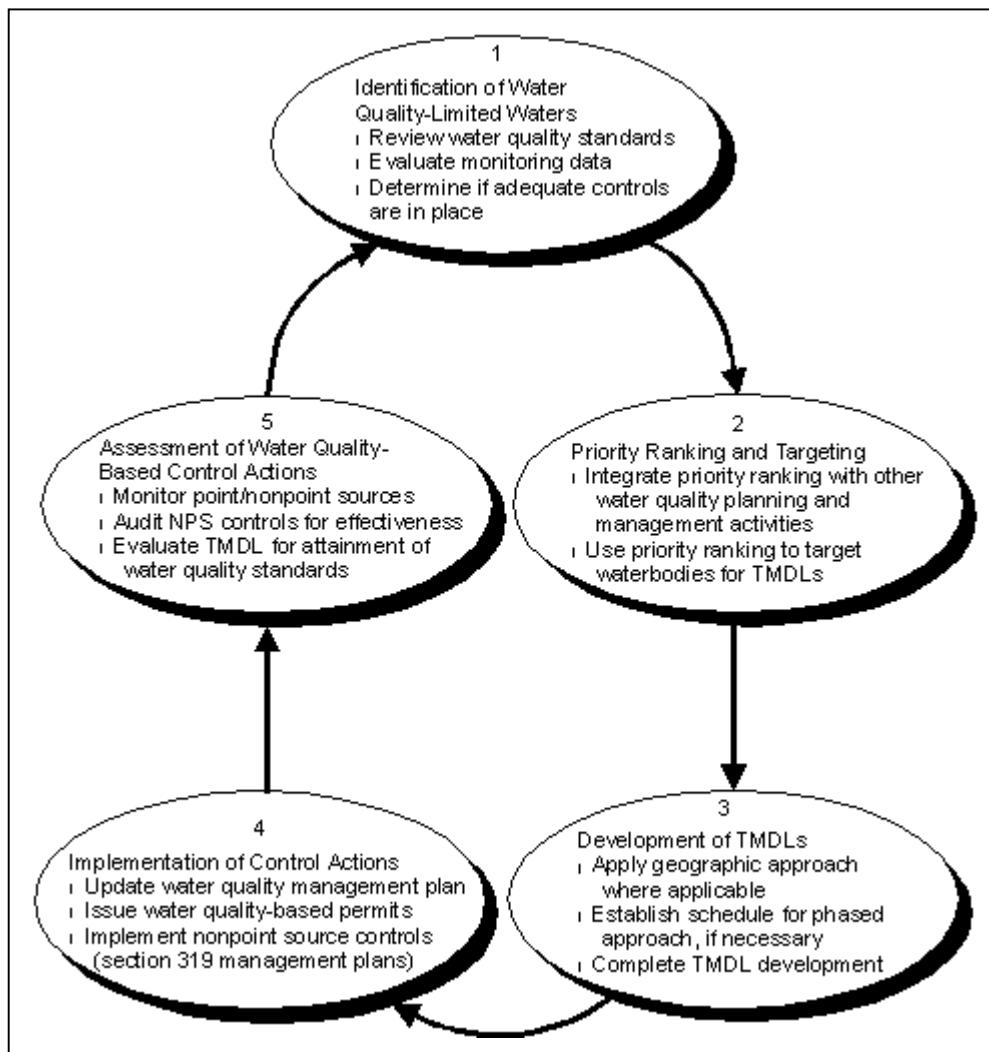 1
Identification of Water
Quality-Limited Waters
ı Review water quality standards
ı Evaluate monitoring data
ı Determine if adequate controls
are in place
2
Priority Ranking and Targeting
ı Integrate priority ranking with other
water quality planning and
management activities
ı Use priority ranking to target
waterbodies for TMDLs
3
Development of TMDLs
ı Apply geographic approach
where applicable
ı Establish schedule for phased
approach, if necessary
ı Complete TMDL development
4
Implementation of Control Actions
ı Update water quality management plan
ı Issue water quality-based permits
ı Implement nonpoint source controls
(section 319 management plans)
5
Assessment of Water Quality-
Based Control Actions
ı Monitor point/nonpoint sources
ı Audit NPS controls for effectiveness
ı Evaluate TMDL for attainment of
water quality standards